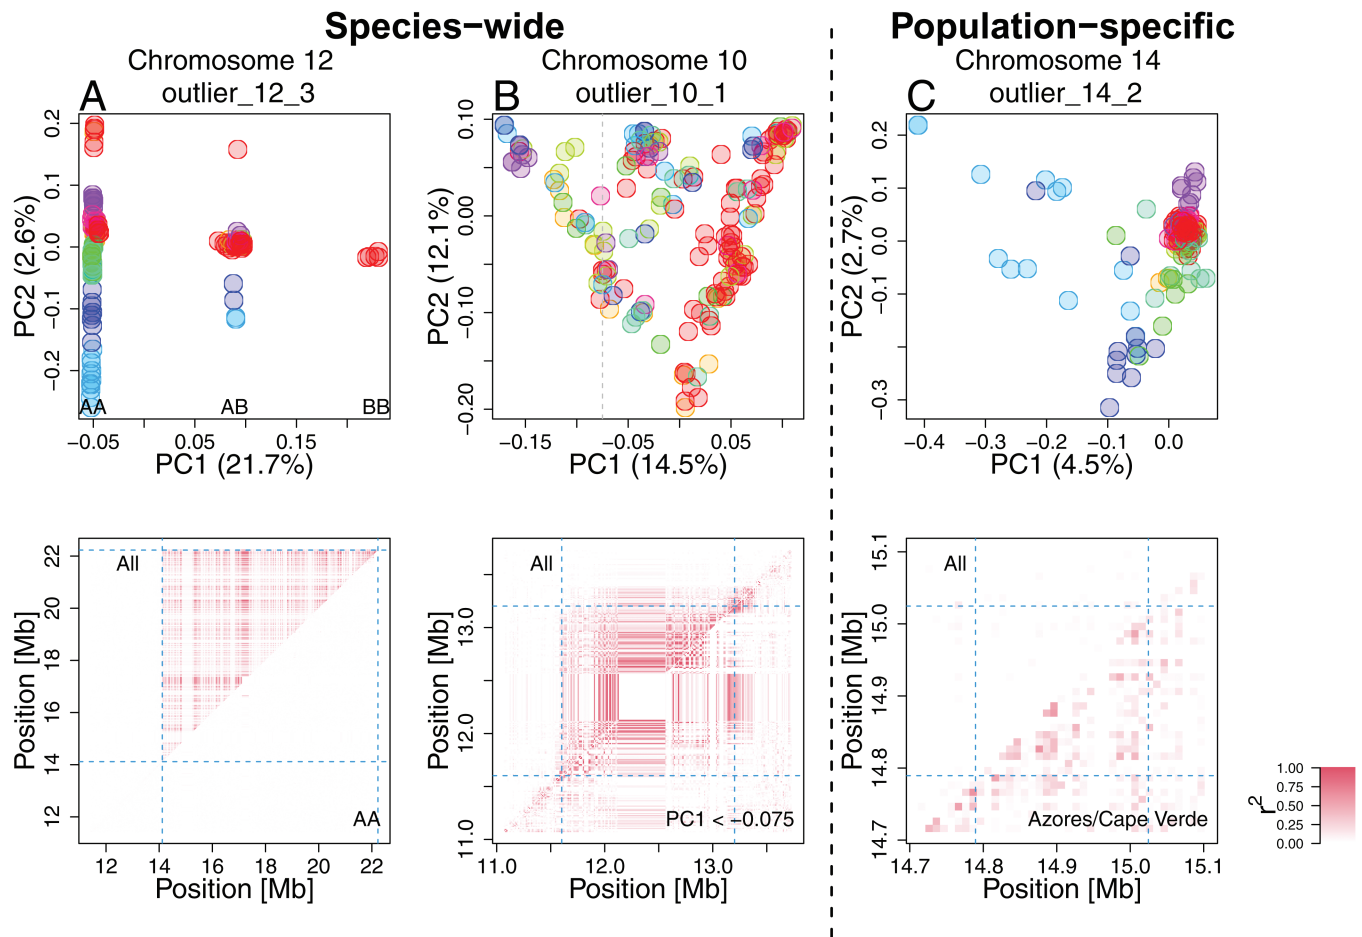 Species−wide
Population−specific
Chromosome 12
outlier_12_3
Chromosome 10
outlier_10_1
Chromosome 14
outlier_14_2
A
0.2
0.1
0.0
−0.1
−0.2
PC2 (2.6%)
AA
AB
BB
−0.05
0.05
0.15
PC1 (21.7%)
B
0.10
0.00
−0.10
−0.20
PC2 (12.1%)
−0.15
−0.05
0.05
PC1 (14.5%)
C
0.2
0.1
0.0
−0.1
−0.3
PC2 (2.7%)
−0.4
−0.3
−0.2
−0.1
0.0
PC1 (4.5%)
22
20
18
16
14
12
Position [Mb]
All
AA
12
14
16
18
20
22
Position [Mb]
13.0
12.0
11.0
Position [Mb]
All
PC1 < −0.075
11.0
12.0
13.0
Position [Mb]
15.1
15.0
14.9
14.8
14.7
Position [Mb]
All
Azores/Cape Verde
14.7
14.8
14.9
15.0
15.1
Position [Mb]
r2
1.00
0.75
0.50
0.25
0.00